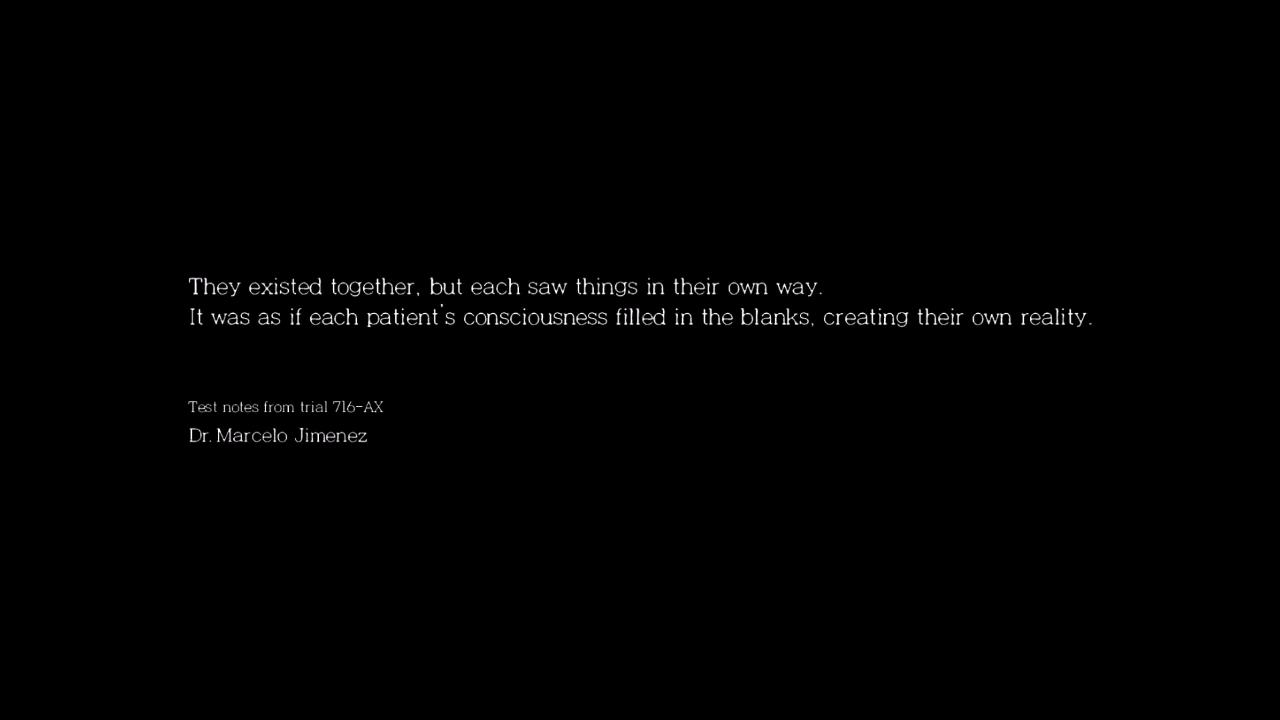 They existed together, but each saw things in their own way.
It was as if each patient's consciousness filled in the blanks, creating their own reality.
Test notes from trial 716-AX
Dr. Marcelo Jimenez